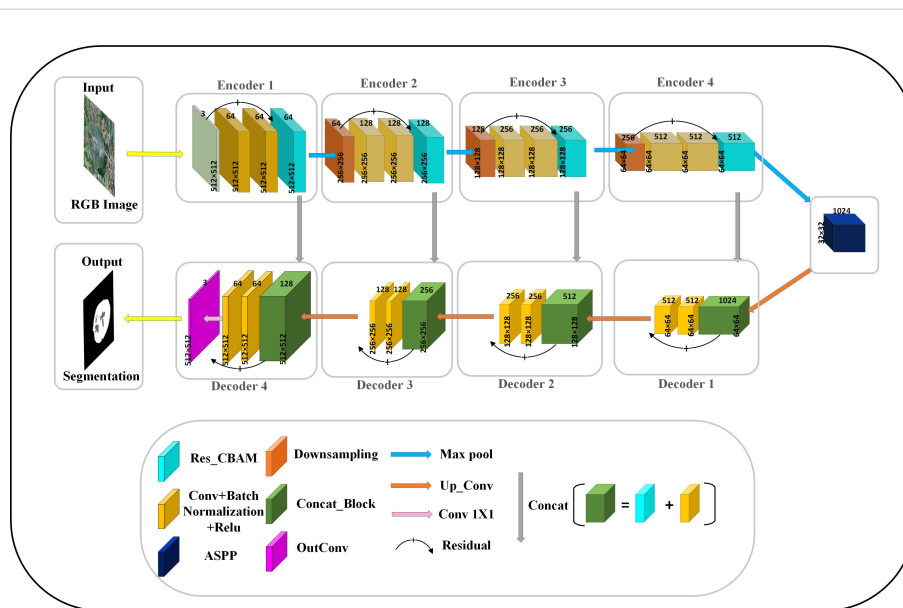 Encoder 1
Encoder 2
Encoder 3
Encoder 4
Input
RGB Image
3
64
64
64
512×512
512×512
512×512
512×512
64
128
128
128
256×256
256×256
256×256
256×256
128
256
256
256
128×128
128×128
128×128
128×128
256
512
512
512
64×64
64×64
64×64
64×64
1024
32×32
Output
Segmentation
3
64
64
128
512×512
512×512
512×512
512×512
128
128
256
256×256
256×256
256×256
256
256
512
128×128
128×128
128×128
512
512
1024
64×64
64×64
64×64
Decoder 4
Decoder 3
Decoder 2
Decoder 1
Res_CBAM
Downsampling
Max pool
Conv+Batch
Normalization
+Relu
Concat_Block
Up_Conv
Conv 1X1
ASPP
OutConv
Residual
Concat
=
+